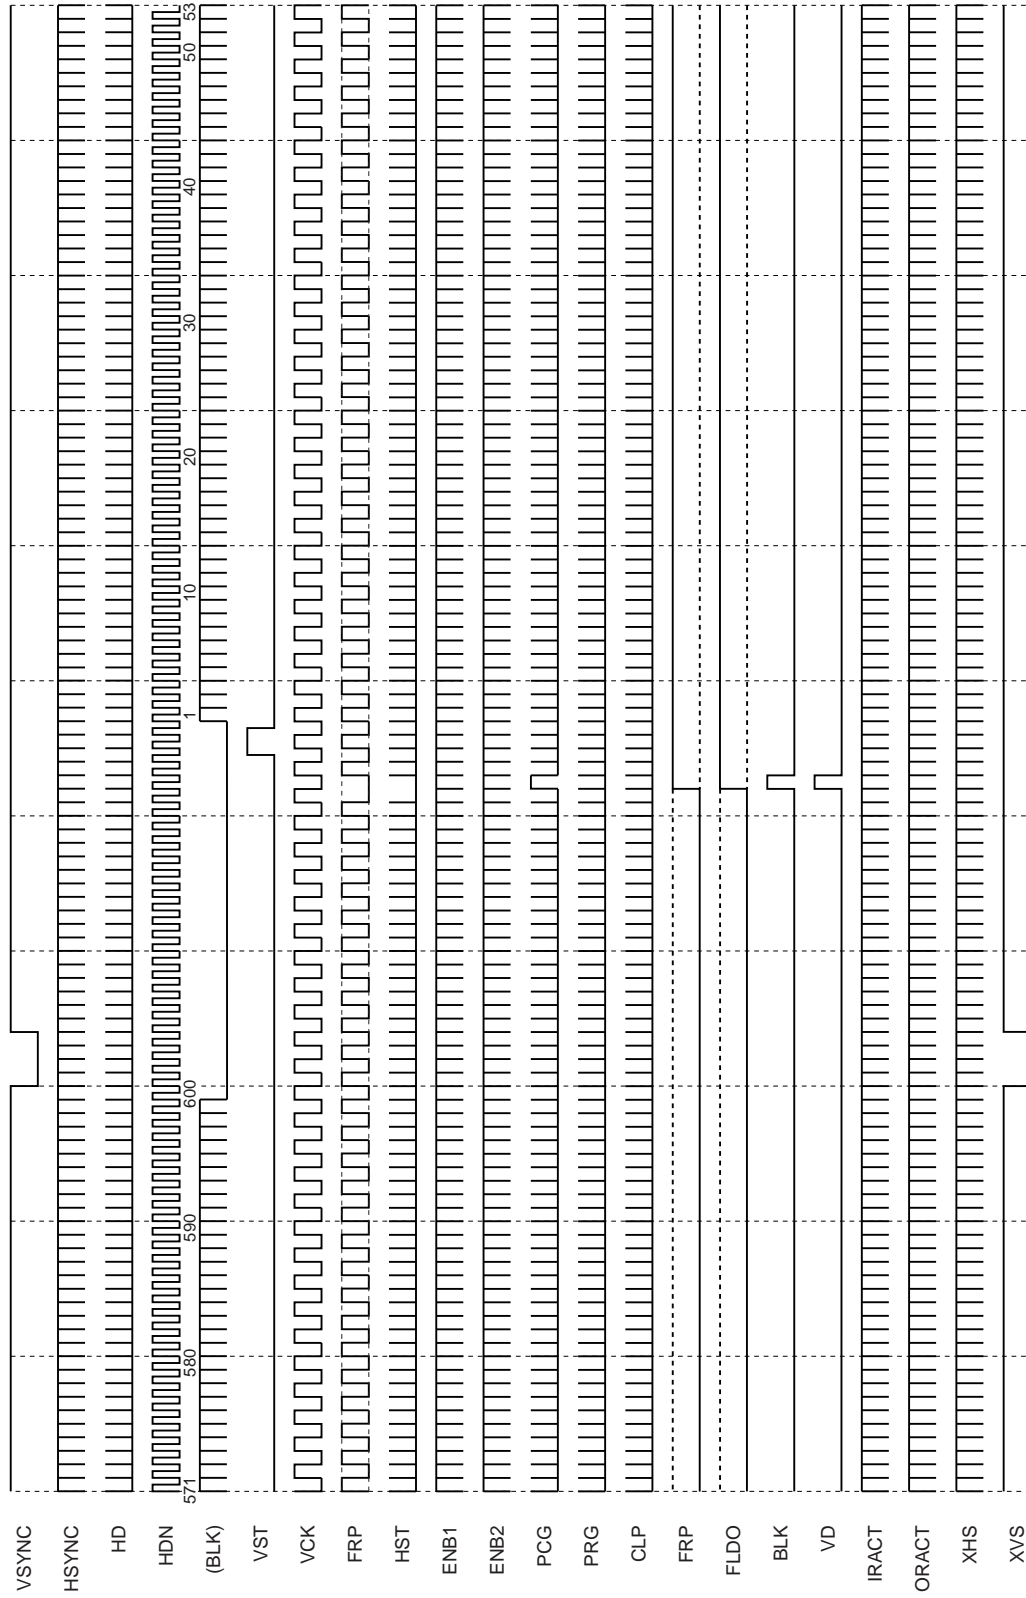 VSYNC
HSYNC
HD
HDN
(BLK)
VST
VCK
FRP
HST
ENB1
ENB2
PCG
PRG
CLP
FRP
FLDO
BLK
VD
IRACT
ORACT
XHS
XVS
571
580
590
600
1
10
20
30
40
50
53